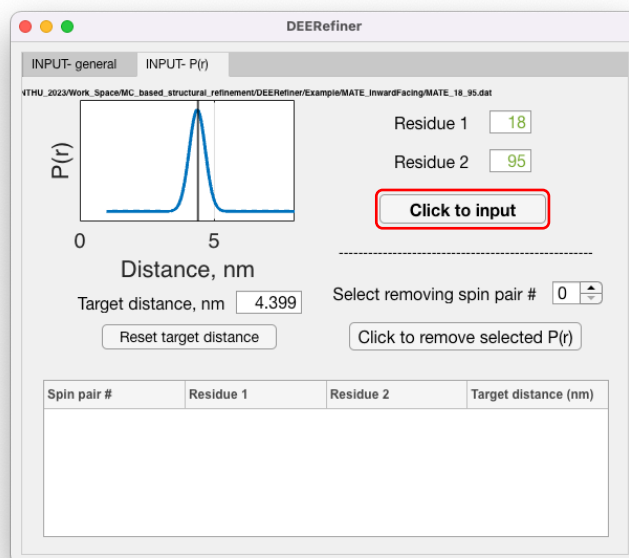 DEERefiner
INPUT- general
INPUT- P(r)
NTHU_2023/Work_Space/MC_based_structural_refinement/DEERefiner/Example/MATE_InwardFacing/MATE_18_95.dat
P(r)
0
5
Distance, nm
Target distance, nm 4.399
Reset target distance
Residue 1 18
Residue 2 95
Click to input
----------------------------------------------------
Select removing spin pair # 0
Click to remove selected P(r)
Spin pair #
Residue 1
Residue 2
Target distance (nm)